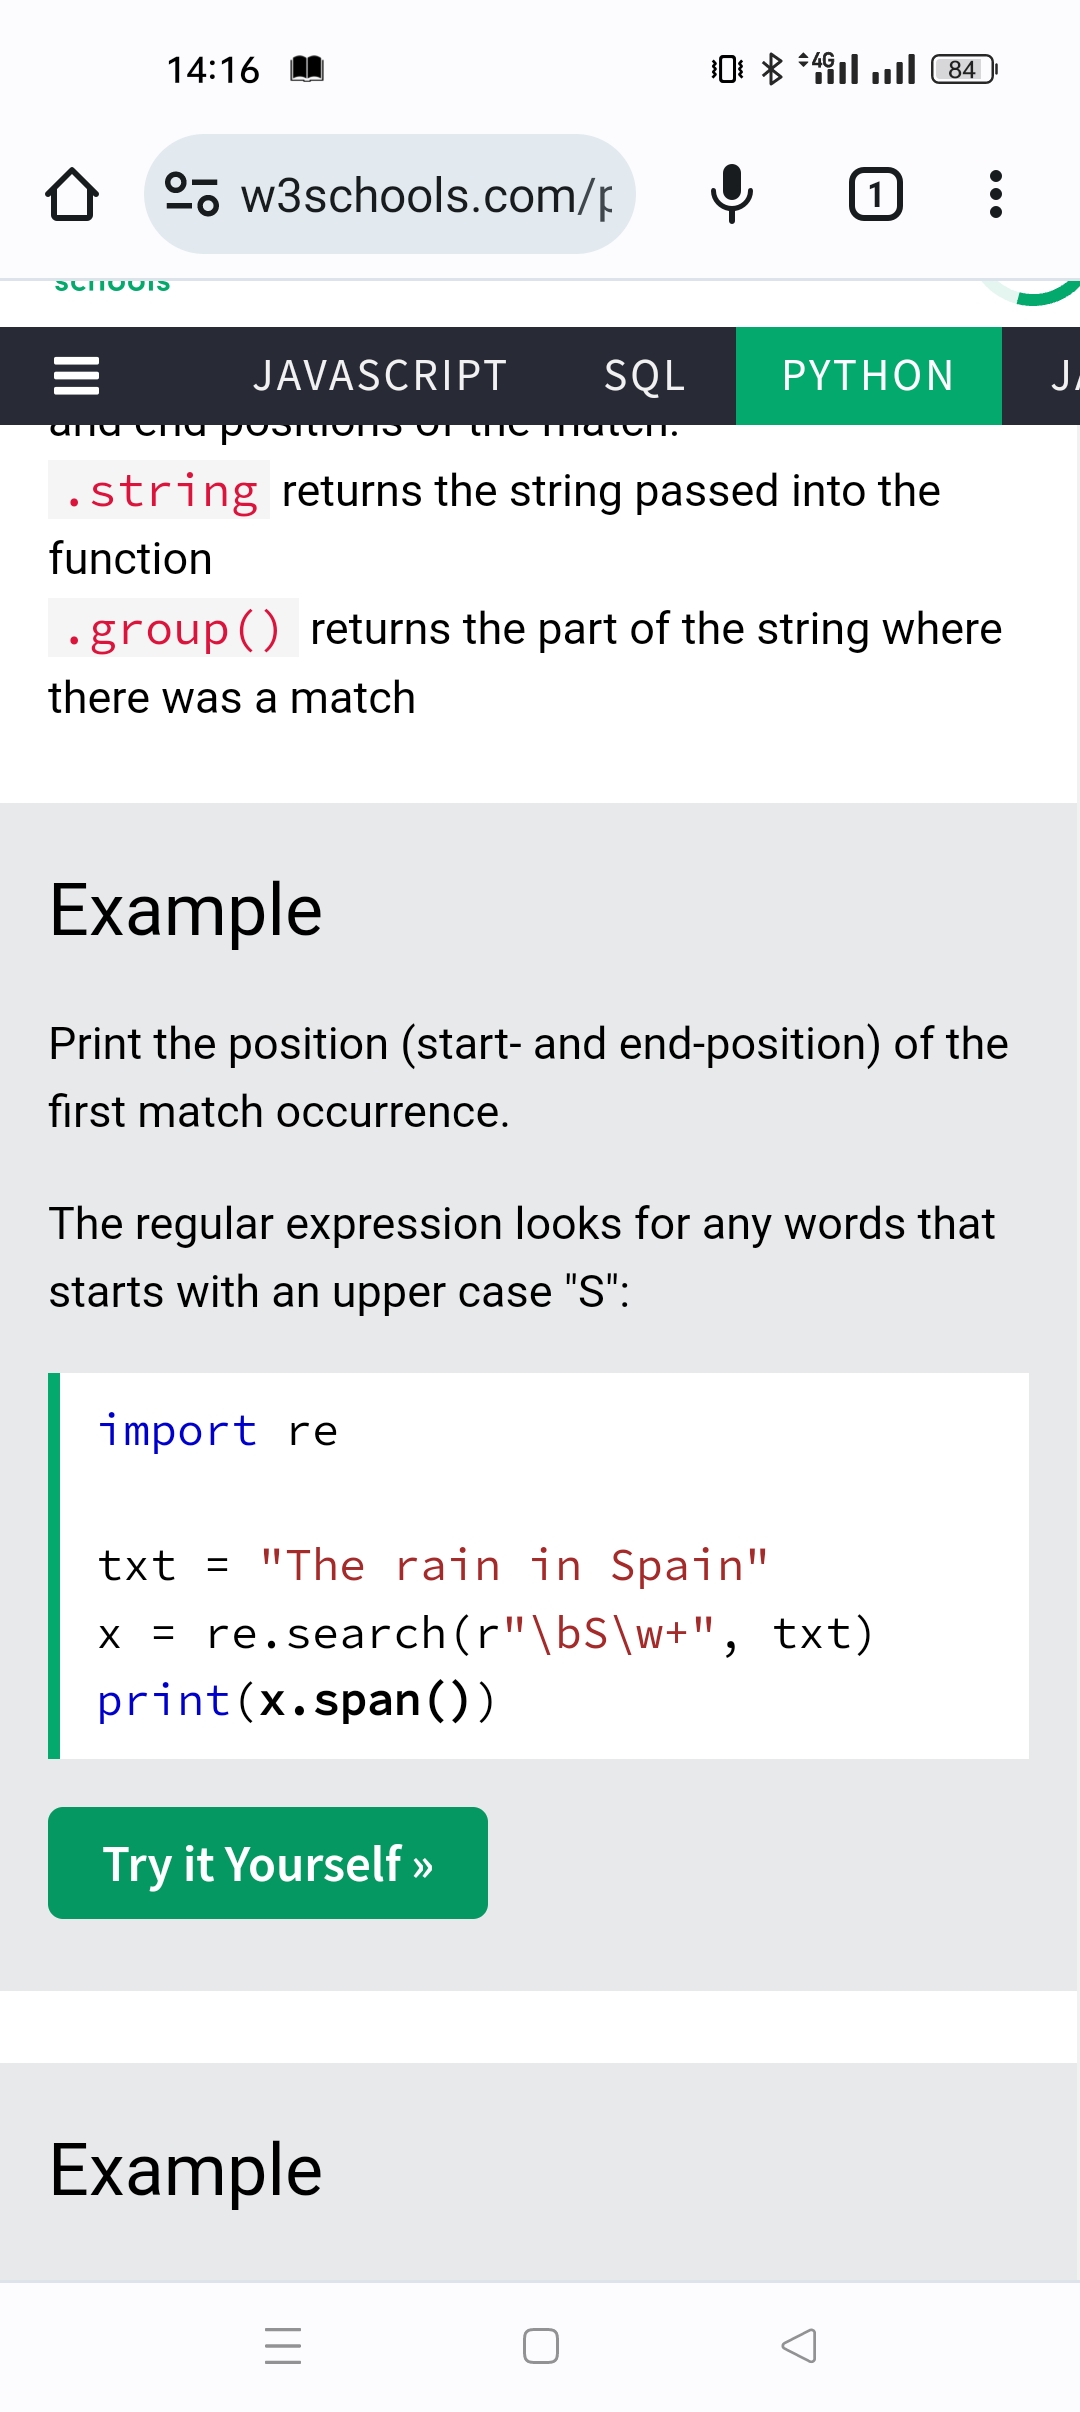 14:16
4G
84
w3schools.com/p
1
schools
JAVASCRIPT SQL PYTHON JA
and end positions of the match.
.string returns the string passed into the
function
.group() returns the part of the string where
there was a match
Example
Print the position (start- and end-position) of the
first match occurrence.
The regular expression looks for any words that
starts with an upper case "S":
import re
txt = "The rain in Spain"
x = re.search(r"\bS\w+", txt)
print(x.span())
Try it Yourself »
Example